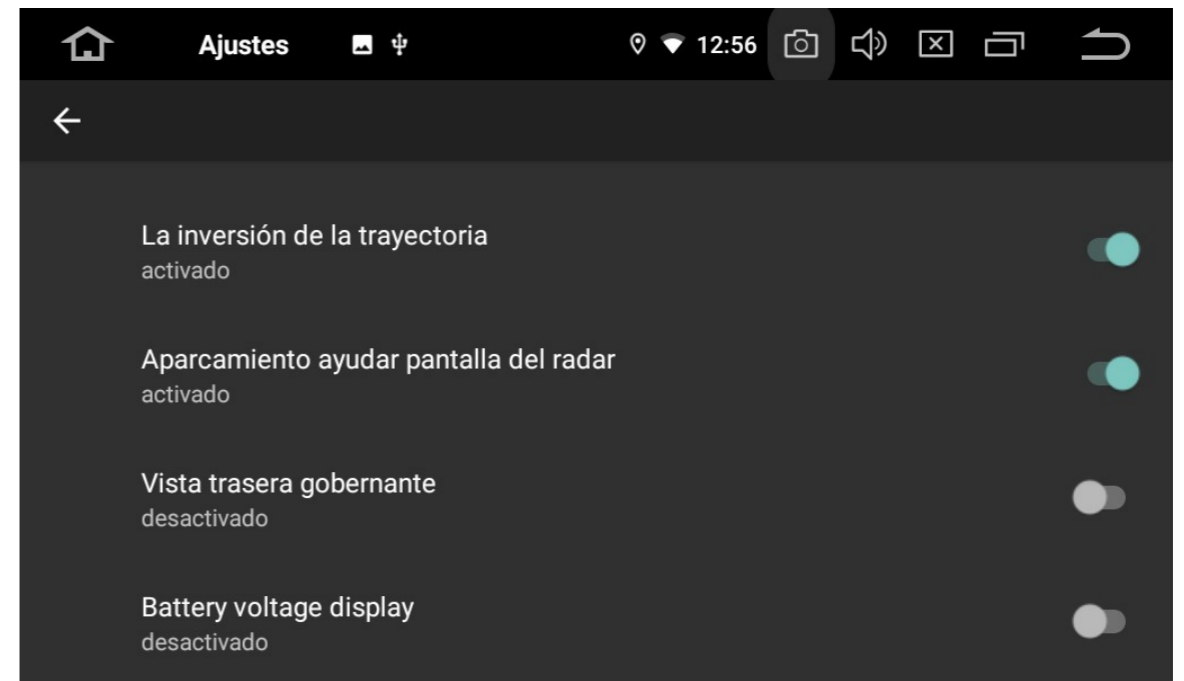 Ajustes
12:56
La inversión de la trayectoria
activado
Aparcamiento ayudar pantalla del radar
activado
Vista trasera gobernante
desactivado
Battery voltage display
desactivado